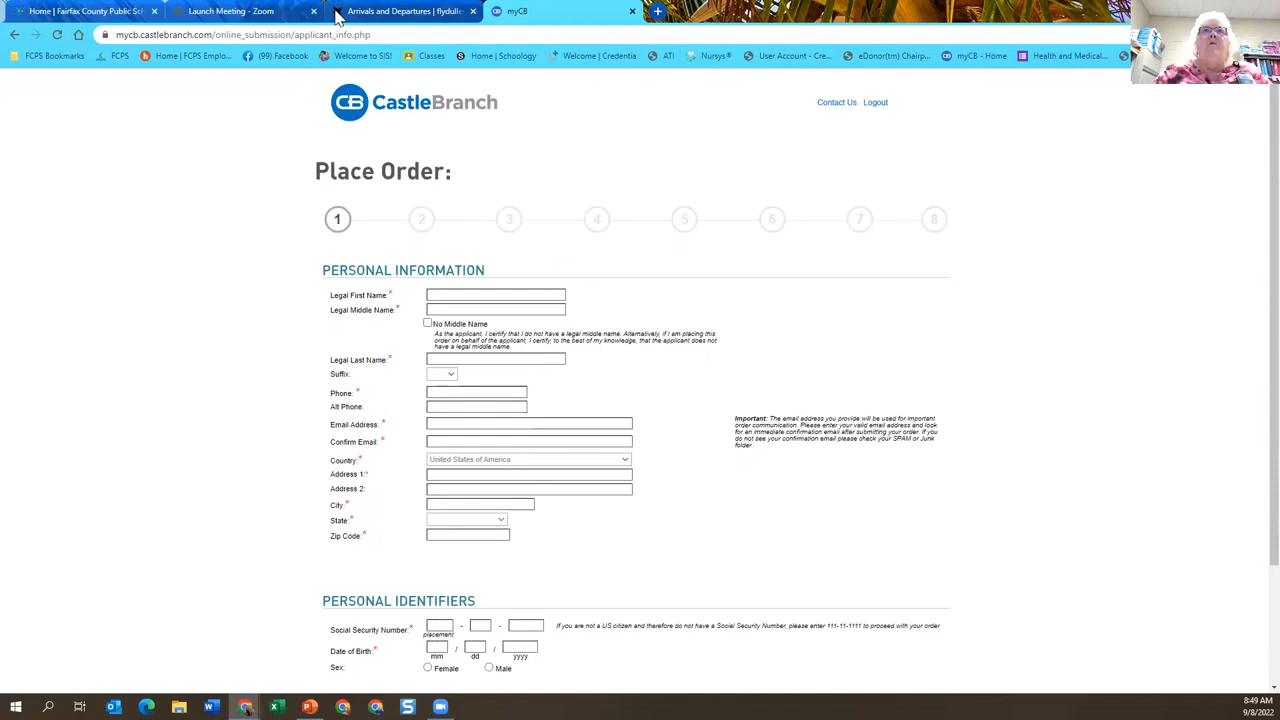 Home | Fairfax County Public Sc
Launch Meeting - Zoom
Arrivals and Departures | flydulle
myCB
mycb.castlebranch.com/online_submission/applicant_info.php
FCPS Bookmarks
FCPS
Home | FCPS Emplo...
(99) Facebook
Welcome to SIS!
Classes
Home | Schoology
Welcome | Credentia
ATI
Nursys®
User Account - Cre...
eDonor(tm) Chairp...
myCB - Home
Health and Medical...
CB CastleBranch
Contact Us Logout
Place Order:
1 2 3 4 5 6 7 8
PERSONAL INFORMATION
Legal First Name:*
Legal Middle Name:*
No Middle Name
As the applicant, I certify that I do not have a legal middle name. Alternatively, if I am placing this
order on behalf of the applicant, I certify, to the best of my knowledge, that the applicant does not
have a legal middle name.
Legal Last Name:*
Suffix:
Phone: *
Alt Phone:
Email Address: *
Confirm Email: *
Important: The email address you provide will be used for important
order communication. Please enter your valid email address and look
for an immediate confirmation email after submitting your order. If you
do not see your confirmation email please check your SPAM or Junk
folder.
Country:* United States of America
Address 1:*
Address 2:
City:*
State:*
Zip Code:*
PERSONAL IDENTIFIERS
Social Security Number:* - - If you are not a US citizen and therefore do not have a Social Security Number, please enter 111-11-1111 to proceed with your order
placement
Date of Birth:* / /
mm dd yyyy
Sex: Female Male
8:49 AM
9/8/2022